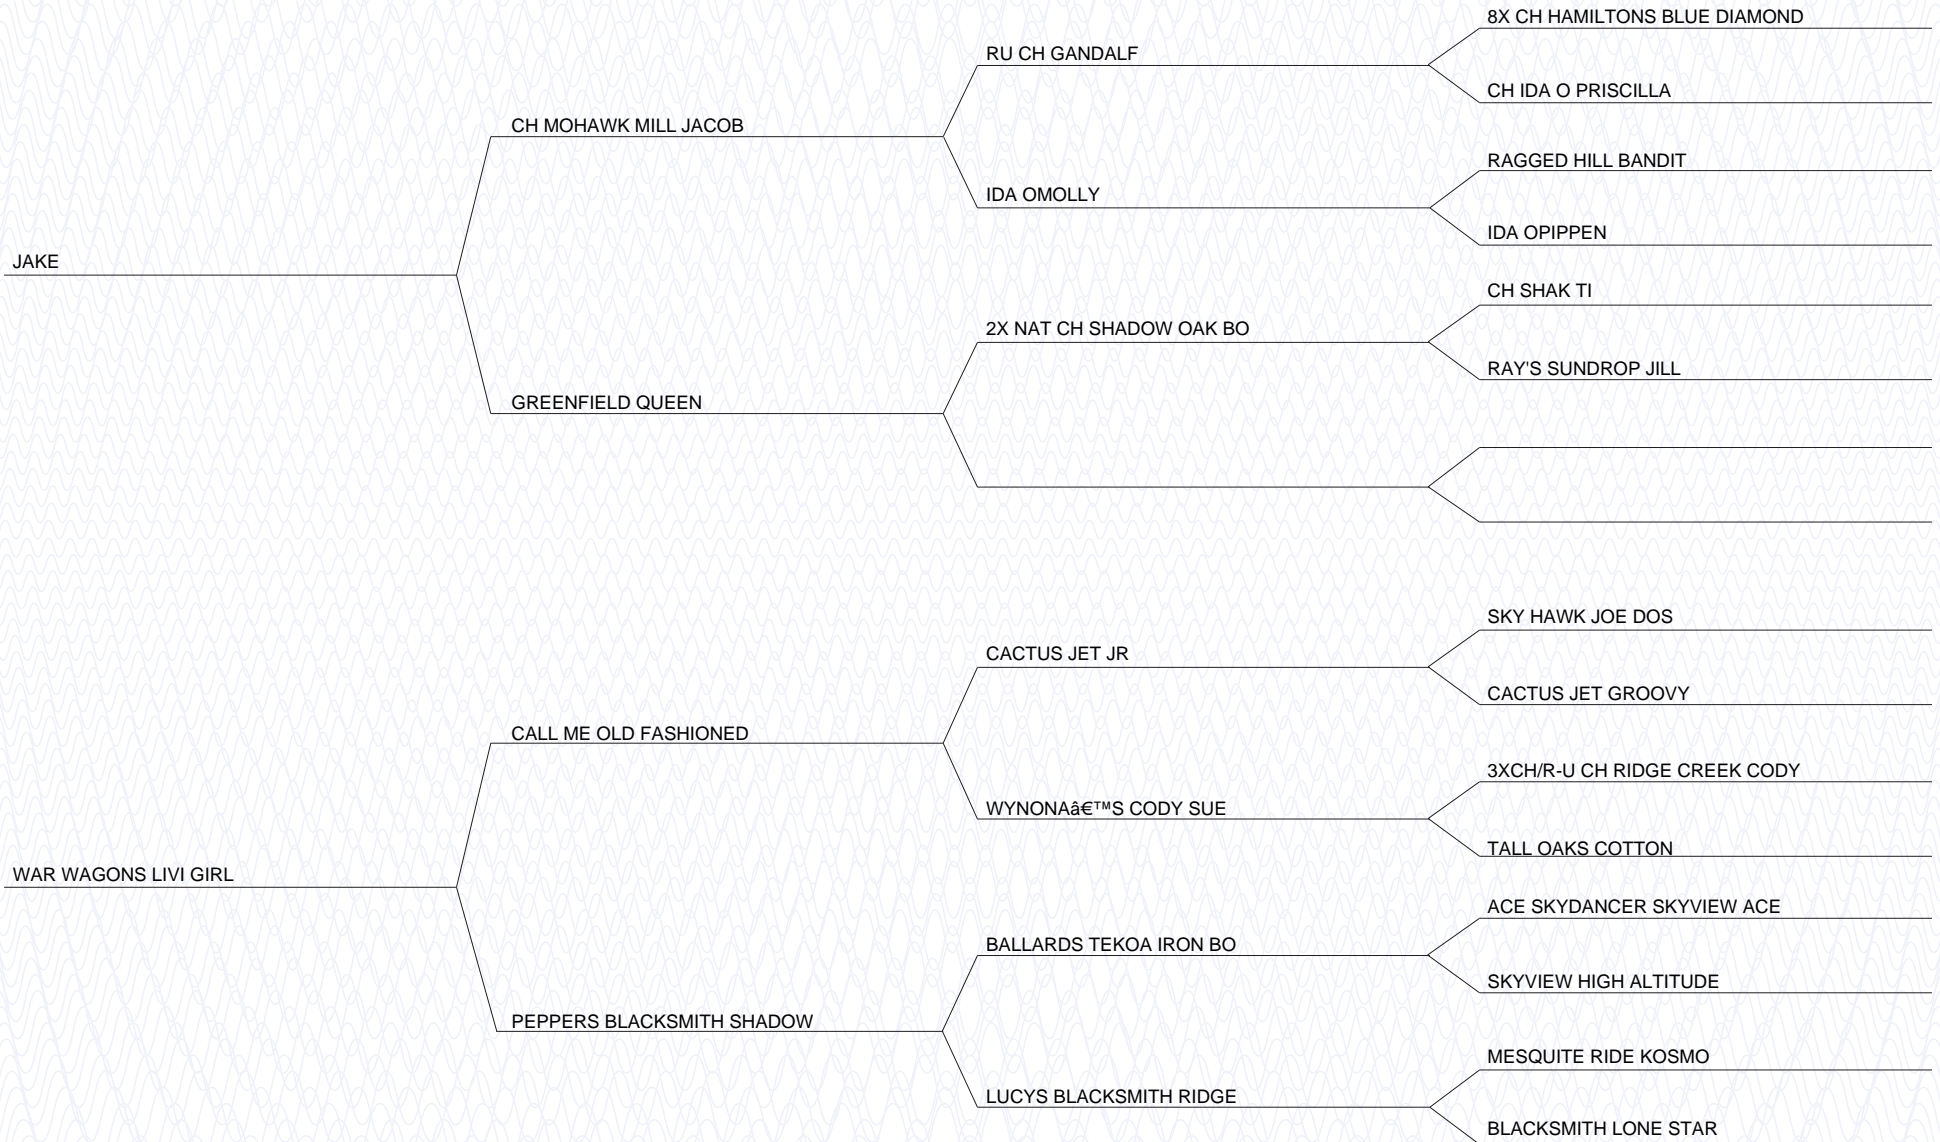 8X CH HAMILTONS BLUE DIAMOND
RU CH GANDALF
CH IDA O PRISCILLA
CH MOHAWK MILL JACOB
RAGGED HILL BANDIT
IDA OMOLLY
IDA OPIPPEN
JAKE
CH SHAK TI
2X NAT CH SHADOW OAK BO
RAY'S SUNDROP JILL
GREENFIELD QUEEN
SKY HAWK JOE DOS
CACTUS JET JR
CACTUS JET GROOVY
CALL ME OLD FASHIONED
3XCH/R-U CH RIDGE CREEK CODY
WYNONAâ€™S CODY SUE
TALL OAKS COTTON
WAR WAGONS LIVI GIRL
ACE SKYDANCER SKYVIEW ACE
BALLARDS TEKOA IRON BO
SKYVIEW HIGH ALTITUDE
PEPPERS BLACKSMITH SHADOW
MESQUITE RIDE KOSMO
LUCYS BLACKSMITH RIDGE
BLACKSMITH LONE STAR